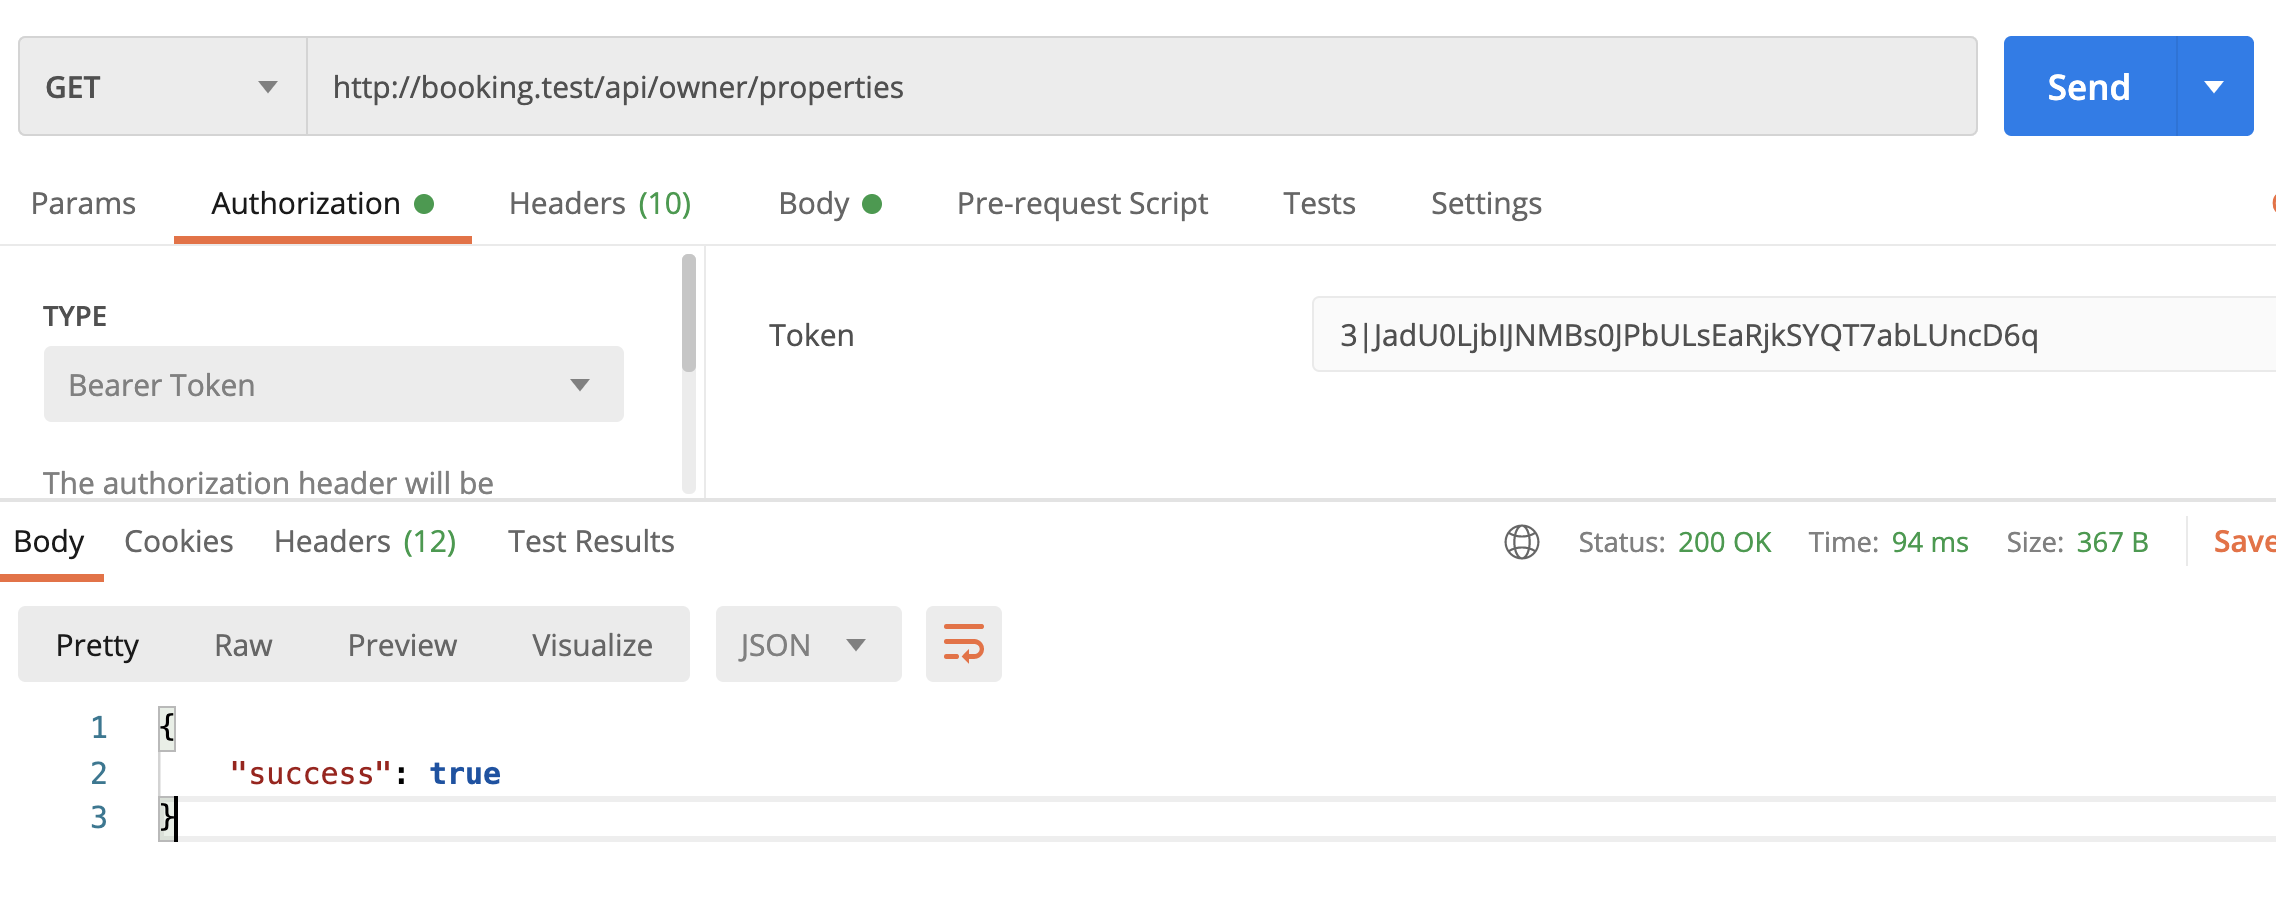 GET http://booking.test/api/owner/properties Send
Params Authorization Headers (10) Body Pre-request Script Tests Settings
TYPE
Bearer Token
The authorization header will be
Token 3|JadU0LjbIJNMBs0JPbULsEaRjkSYQT7abLUncD6q
Body Cookies Headers (12) Test Results Status: 200 OK Time: 94 ms Size: 367 B Save
Pretty Raw Preview Visualize JSON
1 {
2 "success": true
3 }